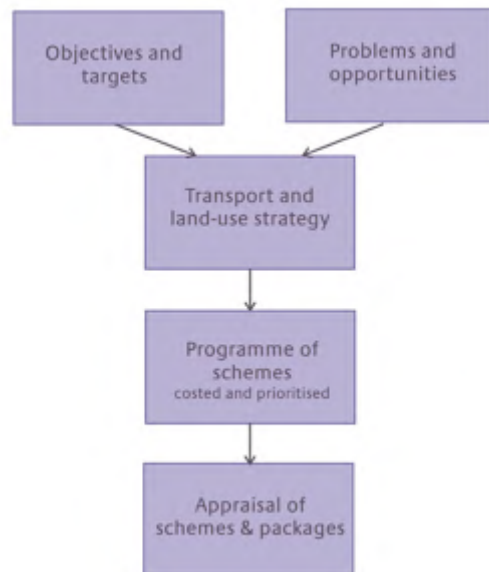 Objectives and
targets
Problems and
opportunities
Transport and
land-use strategy
Programme of
schemes
costed and prioritised
Appraisal of
schemes & packages